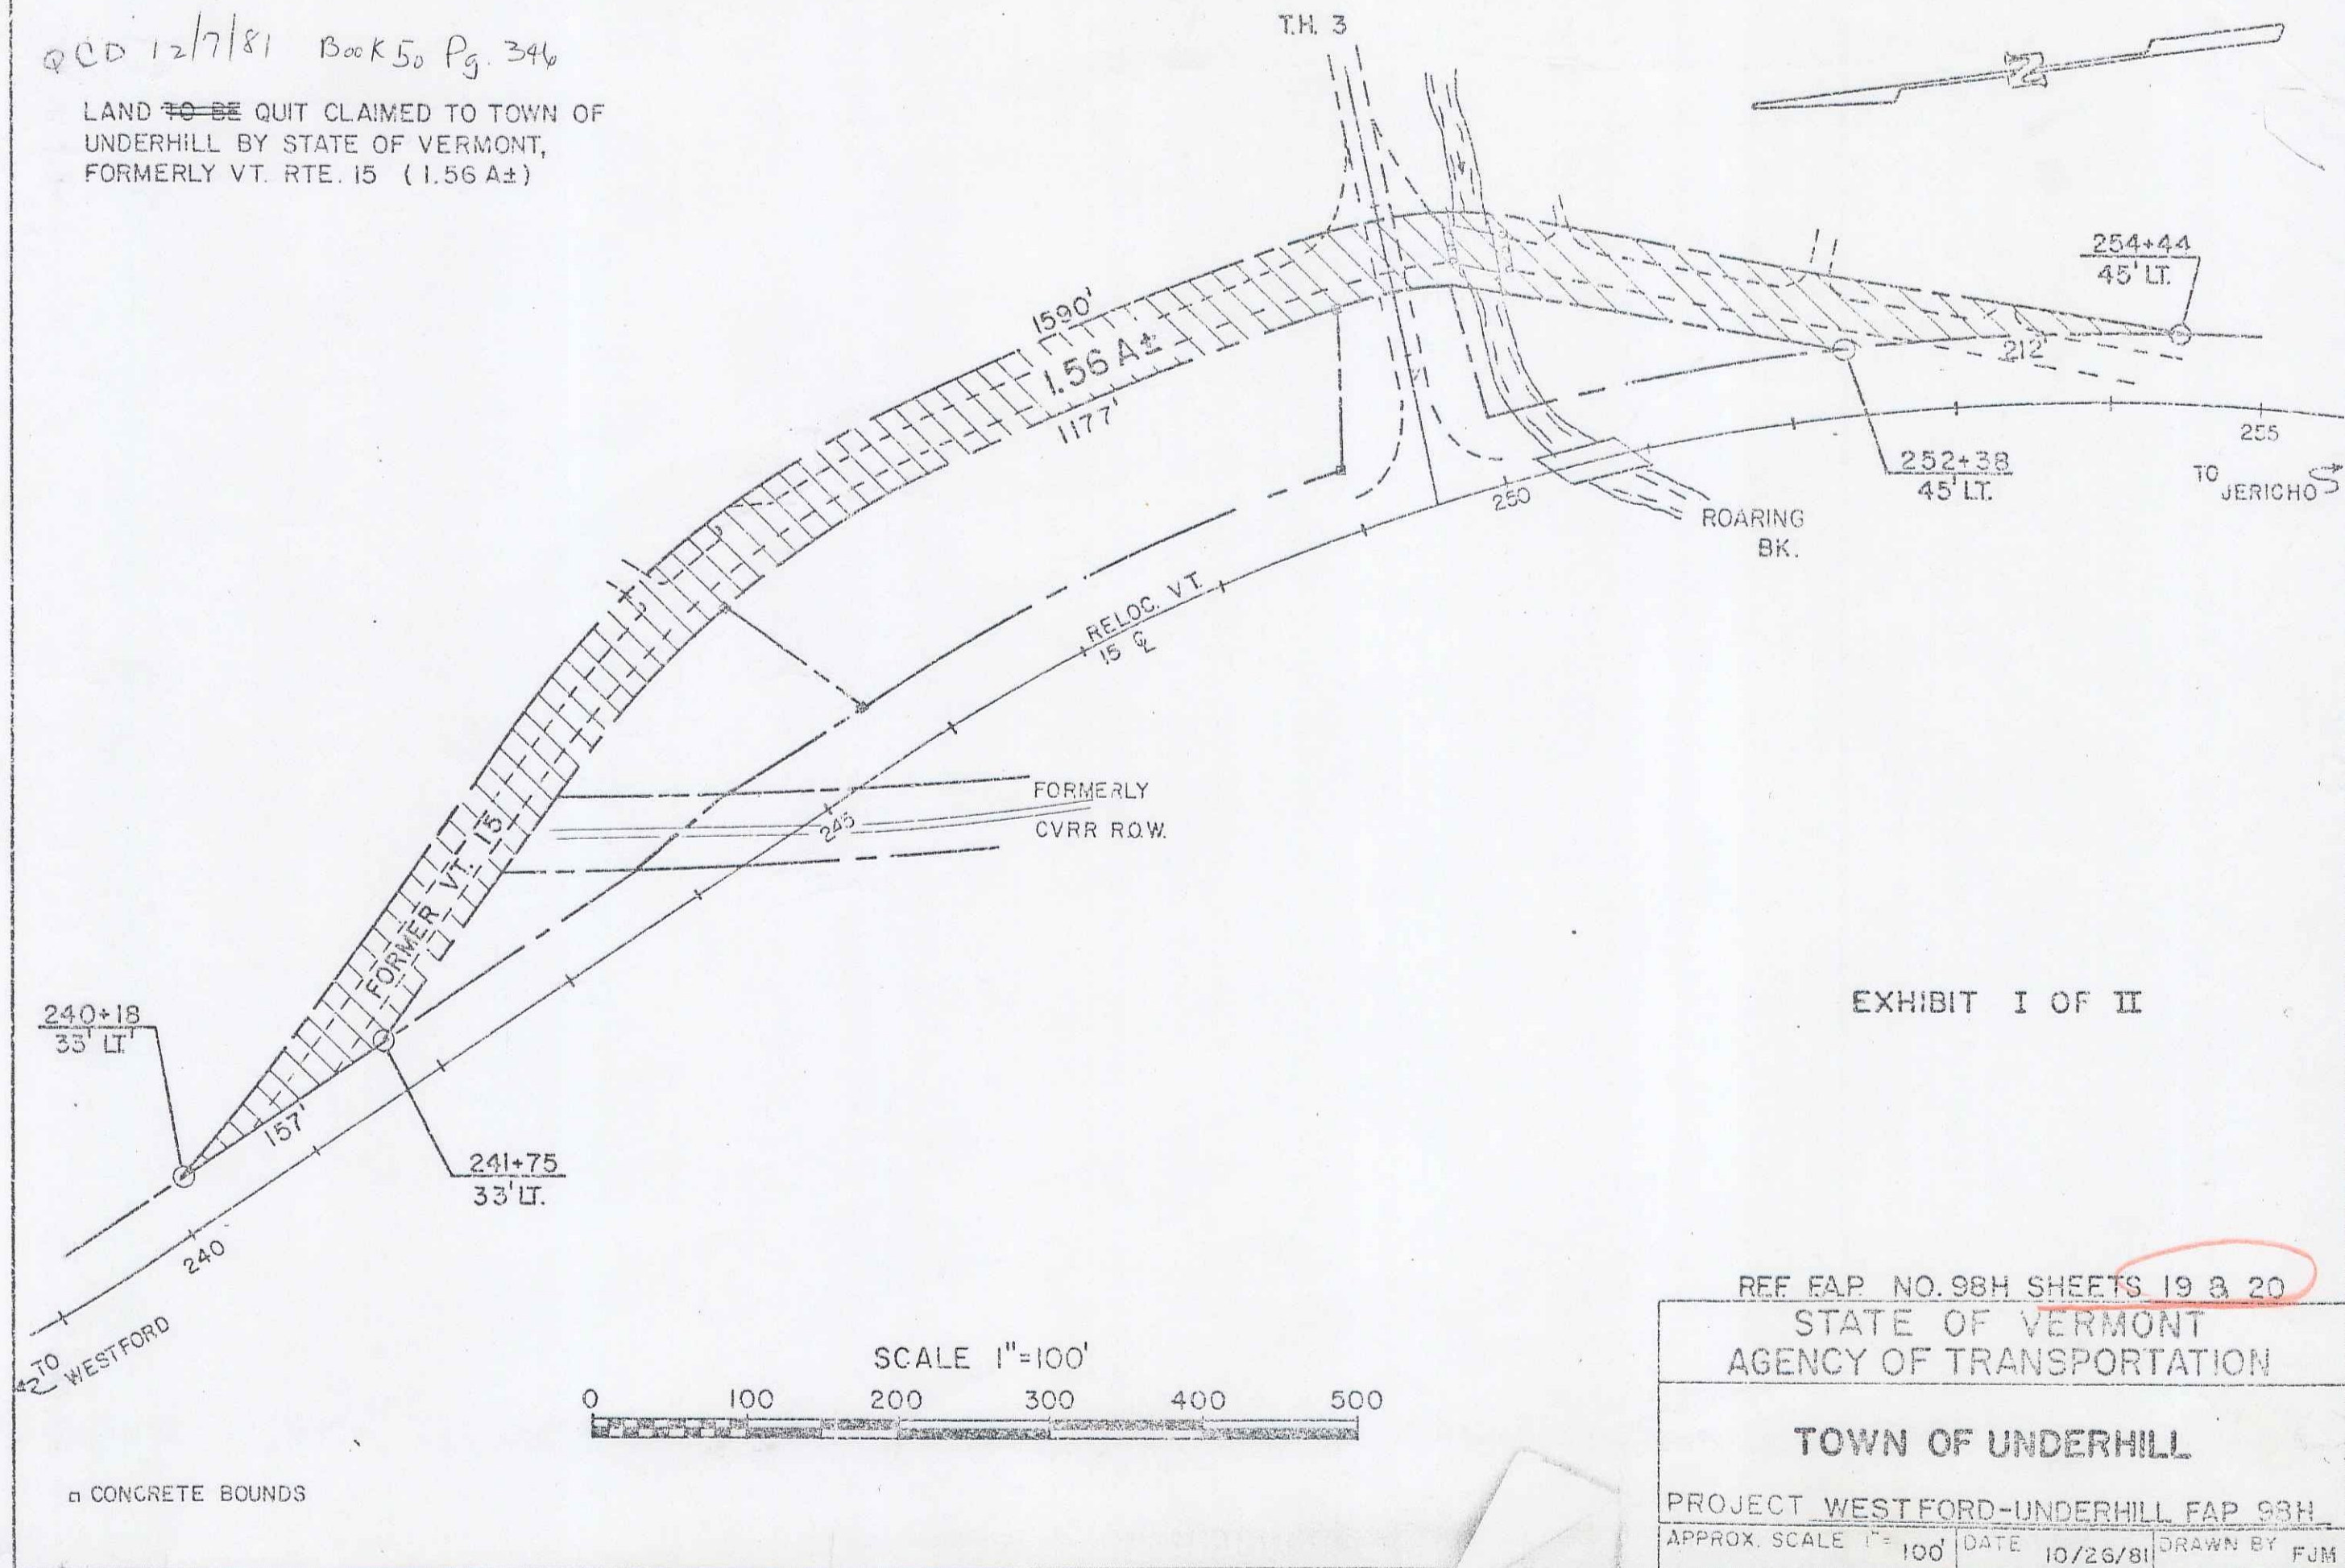 QCD 12/7/81 Book 50 Pg. 346
LAND TO BE QUIT CLAIMED TO TOWN OF
UNDERHILL BY STATE OF VERMONT,
FORMERLY VT. RTE. 15 (1.56 A±)
T.H. 3
254+44
45' LT.
1590'
1.56 A±
1177'
212'
255
252+38
45' LT.
TO
JERICHO
250
ROARING
BK.
RELOC. VT.
15 ℄
FORMERLY
CVRR R.O.W.
245
FORMER VT. 15
240+18
33' LT.
157'
241+75
33' LT.
240
TO
WESTFORD
EXHIBIT I OF II
SCALE 1"=100'
0 100 200 300 400 500
CONCRETE BOUNDS
REF. F.A.P. NO. 98H SHEETS 19 & 20
STATE OF VERMONT
AGENCY OF TRANSPORTATION
TOWN OF UNDERHILL
PROJECT WESTFORD-UNDERHILL FAP 98H
APPROX. SCALE 1"= 100' DATE 10/26/81 DRAWN BY FJM